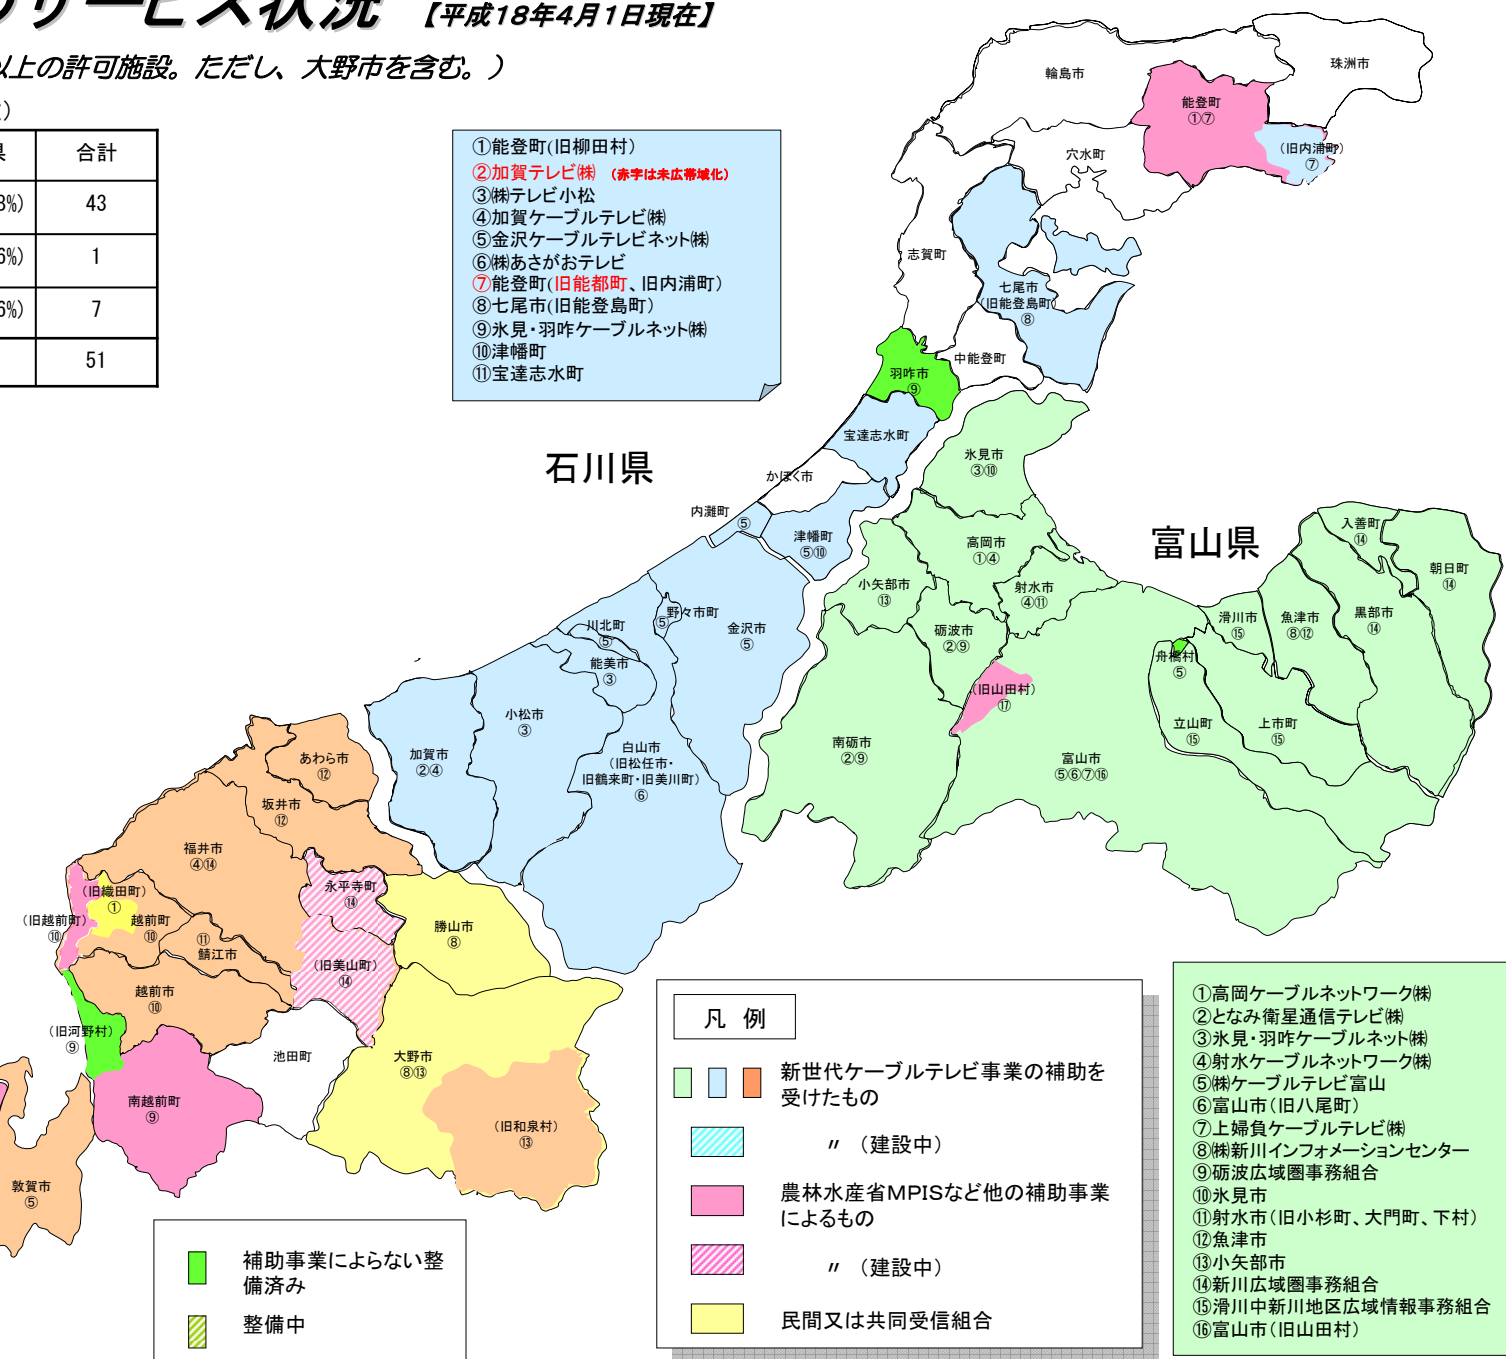 サービス状況 【平成18年4月1日現在】
以上の許可施設。ただし、大野市を含む。）
合計
43
1
7
51
①能登町(旧柳田村)
②加賀テレビ㈱ (赤字は未広帯域化)
③㈱テレビ小松
④加賀ケーブルテレビ㈱
⑤金沢ケーブルテレビネット㈱
⑥㈱あさがおテレビ
⑦能登町(旧能都町、旧内浦町)
⑧七尾市(旧能登島町)
⑨氷見・羽咋ケーブルネット㈱
⑩津幡町
⑪宝達志水町
石川県
富山県
輪島市
珠洲市
能登町
①⑦
(旧内浦町)
⑦
穴水町
志賀町
七尾市
(旧能登島町)
⑧
中能登町
羽咋市
⑨
宝達志水町
かほく市
内灘町
⑤
津幡町
⑤⑩
野々市町
⑤
金沢市
⑤
川北町
⑤
能美市
③
小松市
③
白山市
(旧松任市・
旧鶴来町・旧美川町)
⑥
加賀市
②④
氷見市
③⑩
高岡市
①④
小矢部市
⑬
射水市
④⑪
砺波市
②⑨
(旧山田村)
⑰
南砺市
②⑨
富山市
⑤⑥⑦⑯
舟橋村
⑤
立山町
⑮
上市町
⑮
滑川市
⑮
魚津市
⑧⑫
黒部市
⑭
入善町
⑭
朝日町
⑭
あわら市
⑫
坂井市
⑫
福井市
④⑭
永平寺町
⑭
(旧美山町)
⑭
勝山市
⑧
(旧織田町)
①
(旧越前町)
⑩
越前町
⑩
⑪
鯖江市
越前市
⑩
(旧河野村)
⑨
池田町
南越前町
⑨
大野市
⑧⑬
(旧和泉村)
⑬
敦賀市
⑤
凡 例
新世代ケーブルテレビ事業の補助を
受けたもの
〃 (建設中)
農林水産省MPISなど他の補助事業
によるもの
〃 (建設中)
民間又は共同受信組合
補助事業によらない整
備済み
整備中
①高岡ケーブルネットワーク㈱
②となみ衛星通信テレビ㈱
③氷見・羽咋ケーブルネット㈱
④射水ケーブルネットワーク㈱
⑤㈱ケーブルテレビ富山
⑥富山市(旧八尾町)
⑦上婦負ケーブルテレビ㈱
⑧㈱新川インフォメーションセンター
⑨砺波広域圏事務組合
⑩氷見市
⑪射水市(旧小杉町、大門町、下村)
⑫魚津市
⑬小矢部市
⑭新川広域圏事務組合
⑮滑川中新川地区広域情報事務組合
⑯富山市(旧山田村)